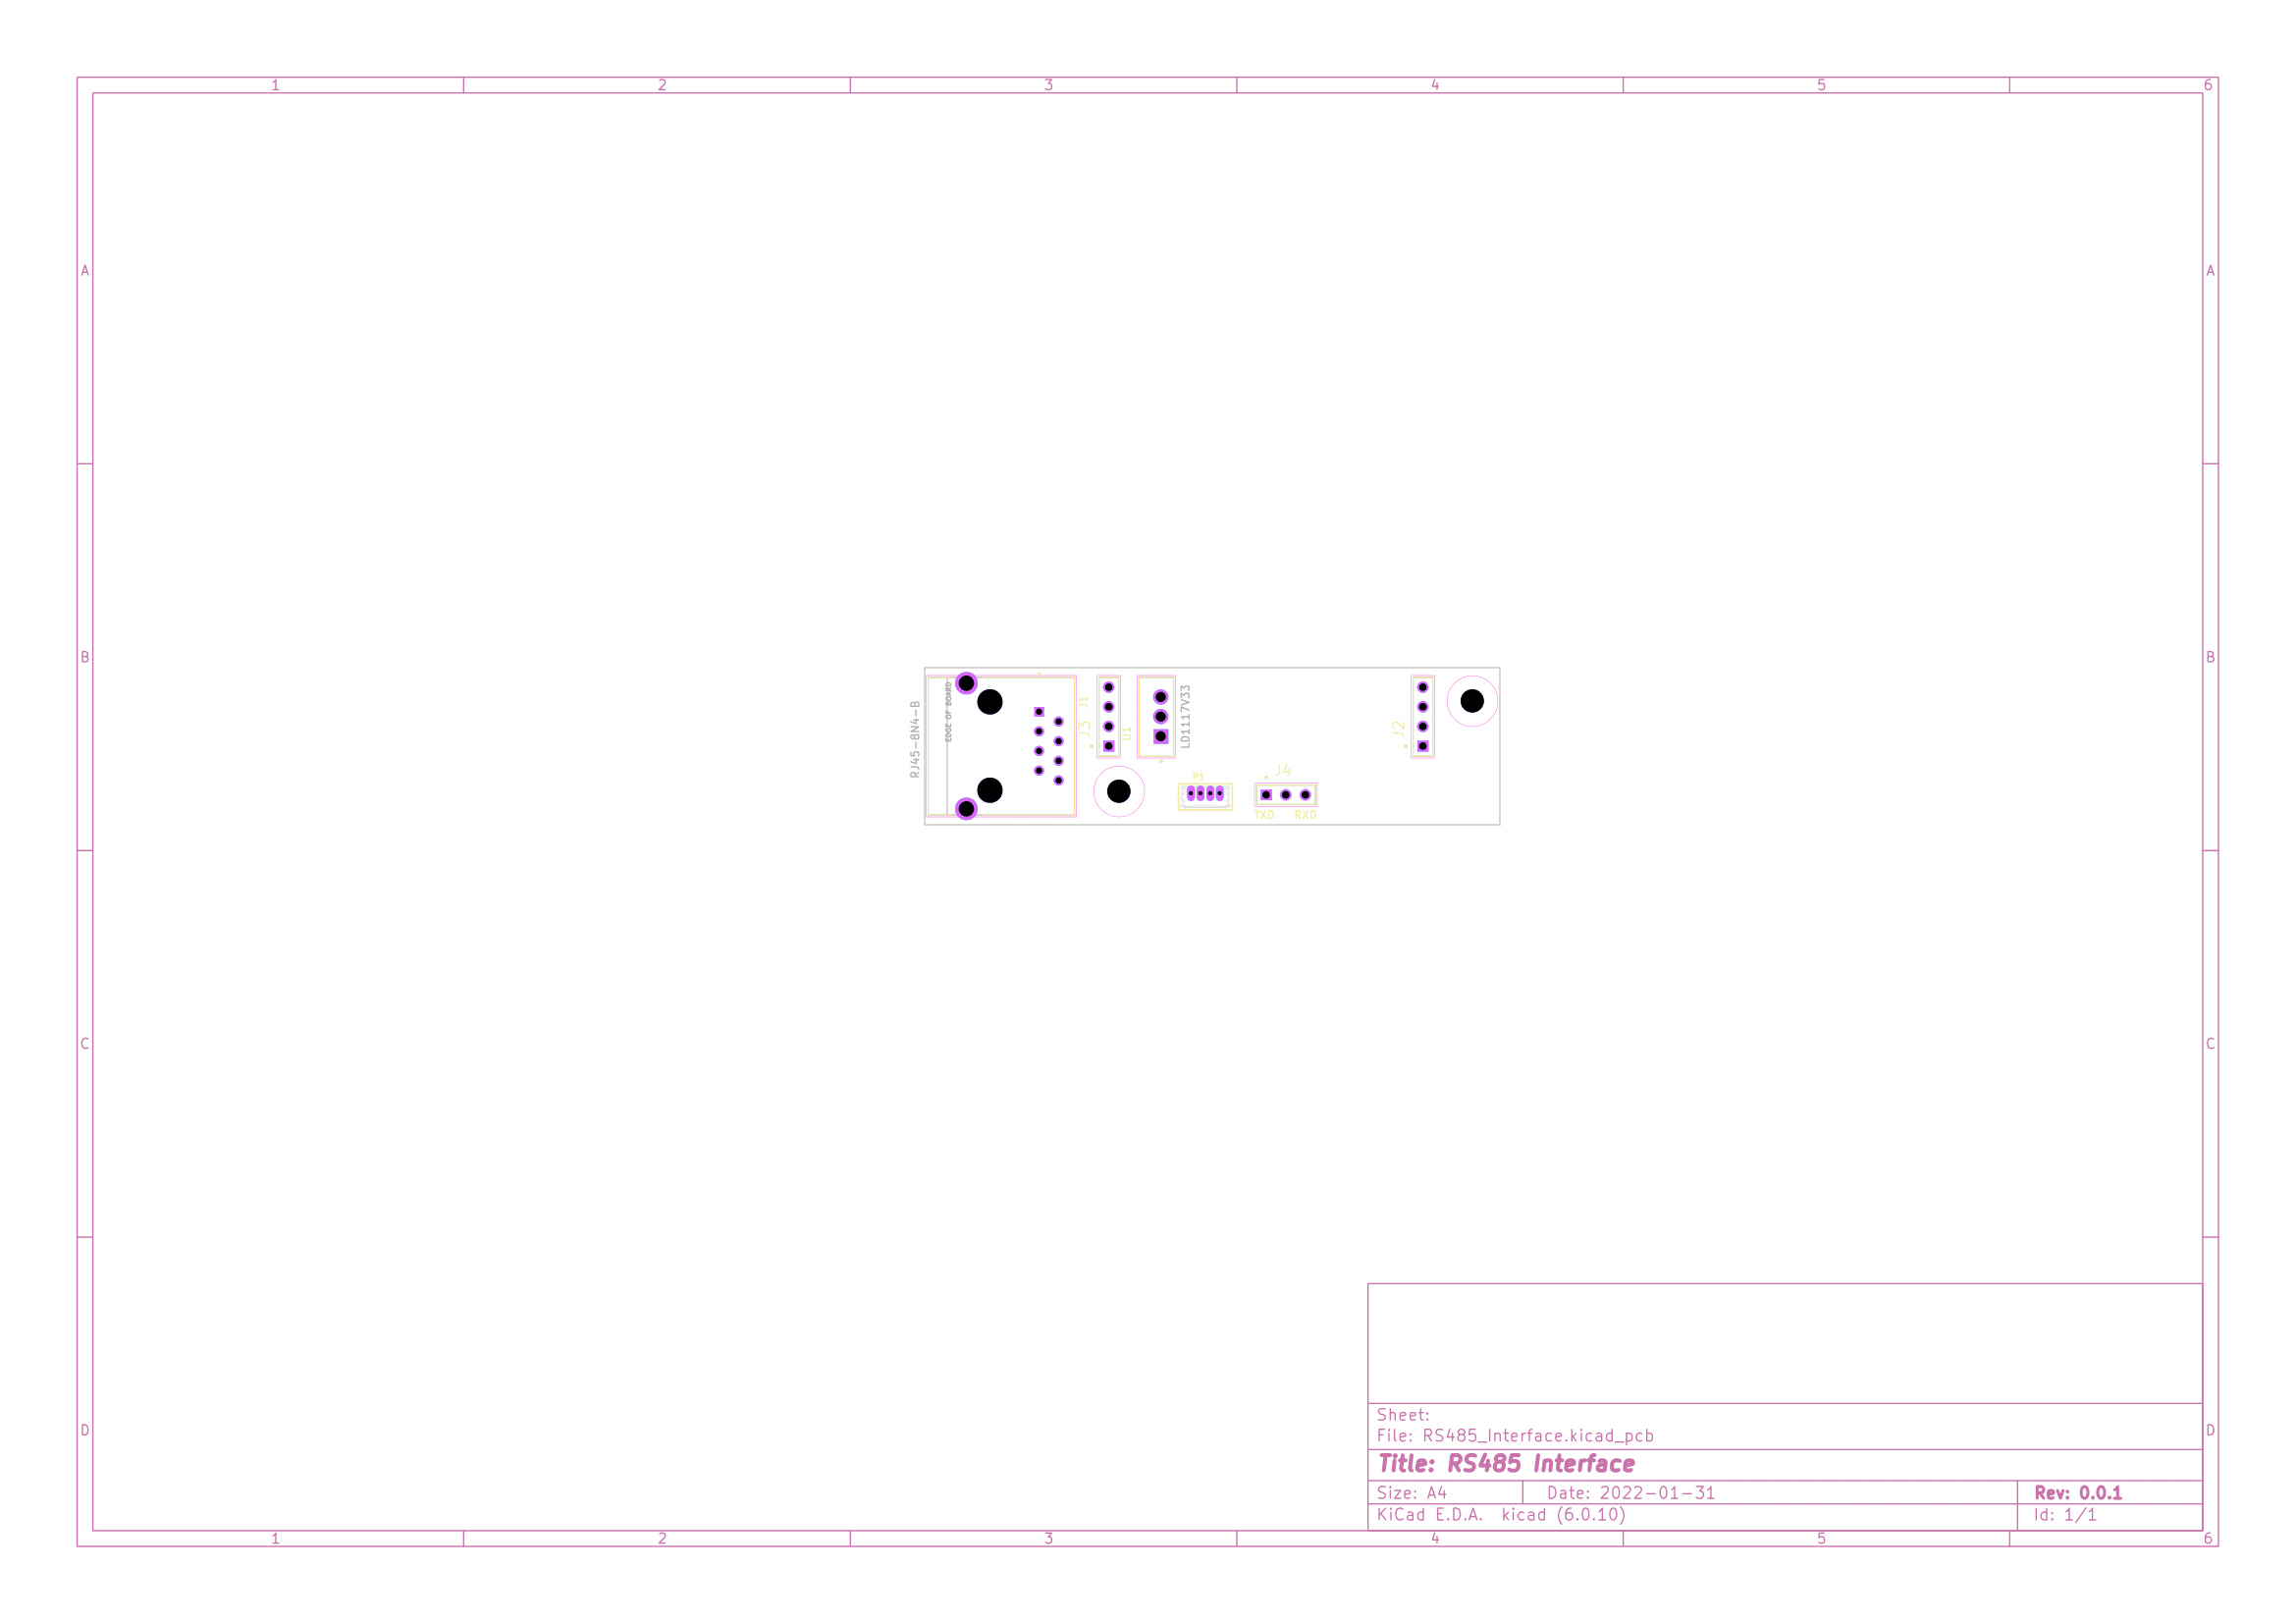 1 2 3 4 5 6
A A
B B
RJ45-8N4-B
EDGE OF BOARD
J1
J3
U1
LD1117V33
J2
P1
J4
TXD RXD
C C
D D
Sheet:
File: RS485_Interface.kicad_pcb
Title: RS485 Interface
Size: A4 Date: 2022-01-31 Rev: 0.0.1
KiCad E.D.A. kicad (6.0.10) Id: 1/1
1 2 3 4 5 6